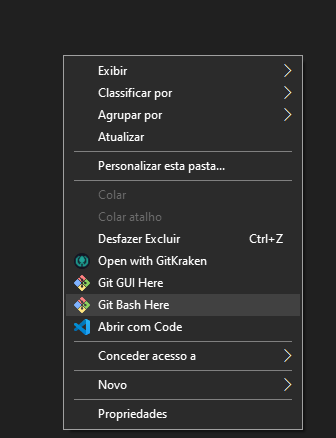 Exibir
Classificar por
Agrupar por
Atualizar
Personalizar esta pasta...
Colar
Colar atalho
Desfazer Excluir Ctrl+Z
Open with GitKraken
Git GUI Here
Git Bash Here
Abrir com Code
Conceder acesso a
Novo
Propriedades